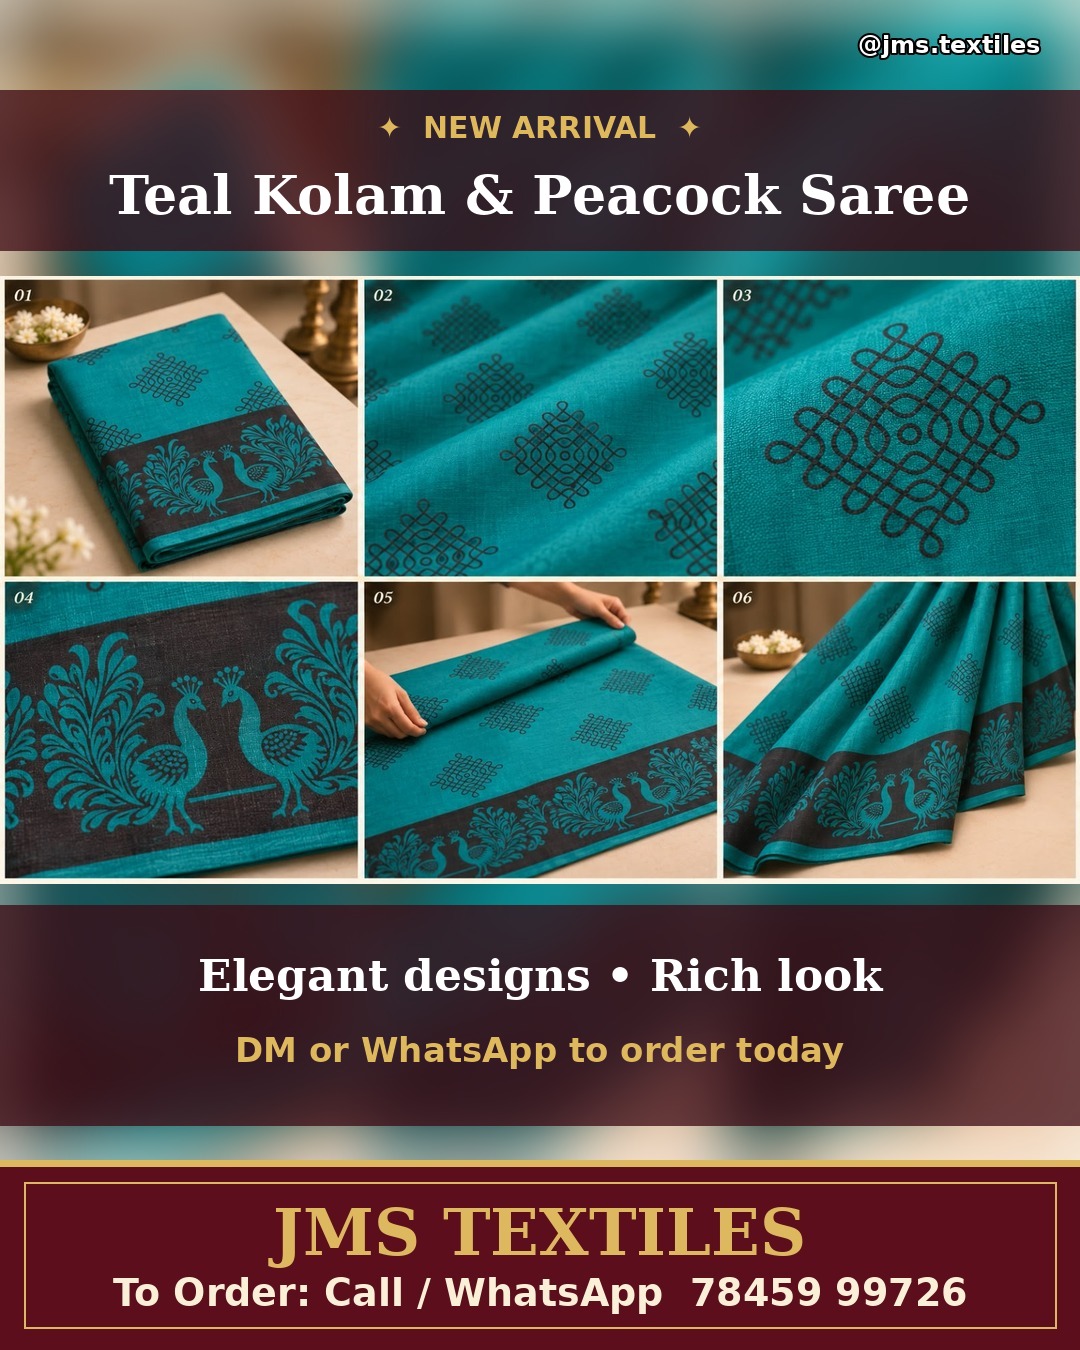 @jms.textiles
✦ NEW ARRIVAL ✦
Teal Kolam & Peacock Saree
01
02
03
04
05
06
Elegant designs • Rich look
DM or WhatsApp to order today
JMS TEXTILES
To Order: Call / WhatsApp 78459 99726